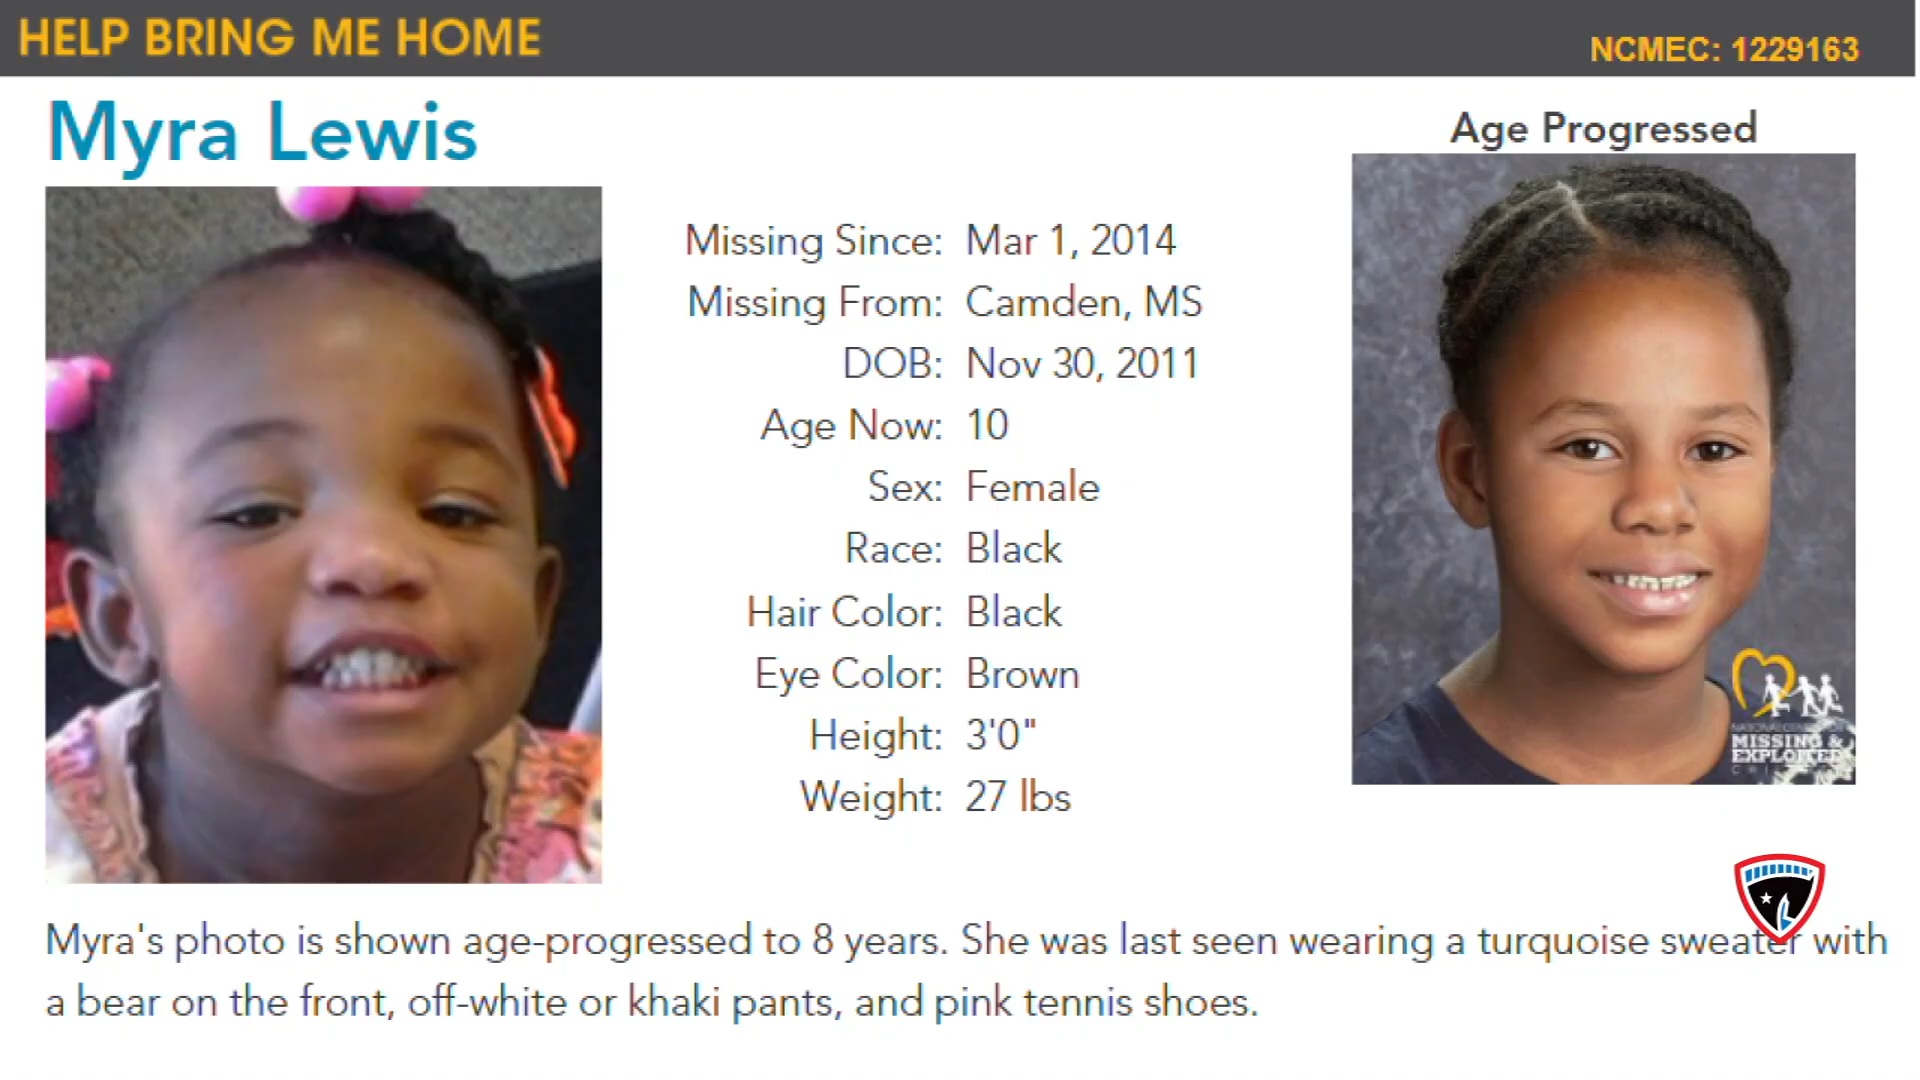 HELP BRING ME HOME
NCMEC: 1229163
Myra Lewis
Age Progressed
Missing Since: Mar 1, 2014
Missing From: Camden, MS
DOB: Nov 30, 2011
Age Now: 10
Sex: Female
Race: Black
Hair Color: Black
Eye Color: Brown
Height: 3'0"
Weight: 27 lbs
MISSING &
EXPLOITED
Myra's photo is shown age-progressed to 8 years. She was last seen wearing a turquoise sweater with
a bear on the front, off-white or khaki pants, and pink tennis shoes.